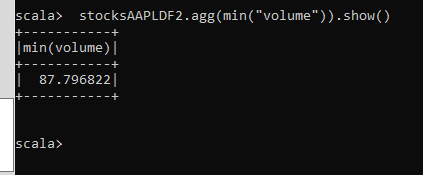 scala>  stocksAAPLDF2.agg(min("volume")).show()
+-----------+
|min(volume)|
+-----------+
|  87.796822|
+-----------+
scala>